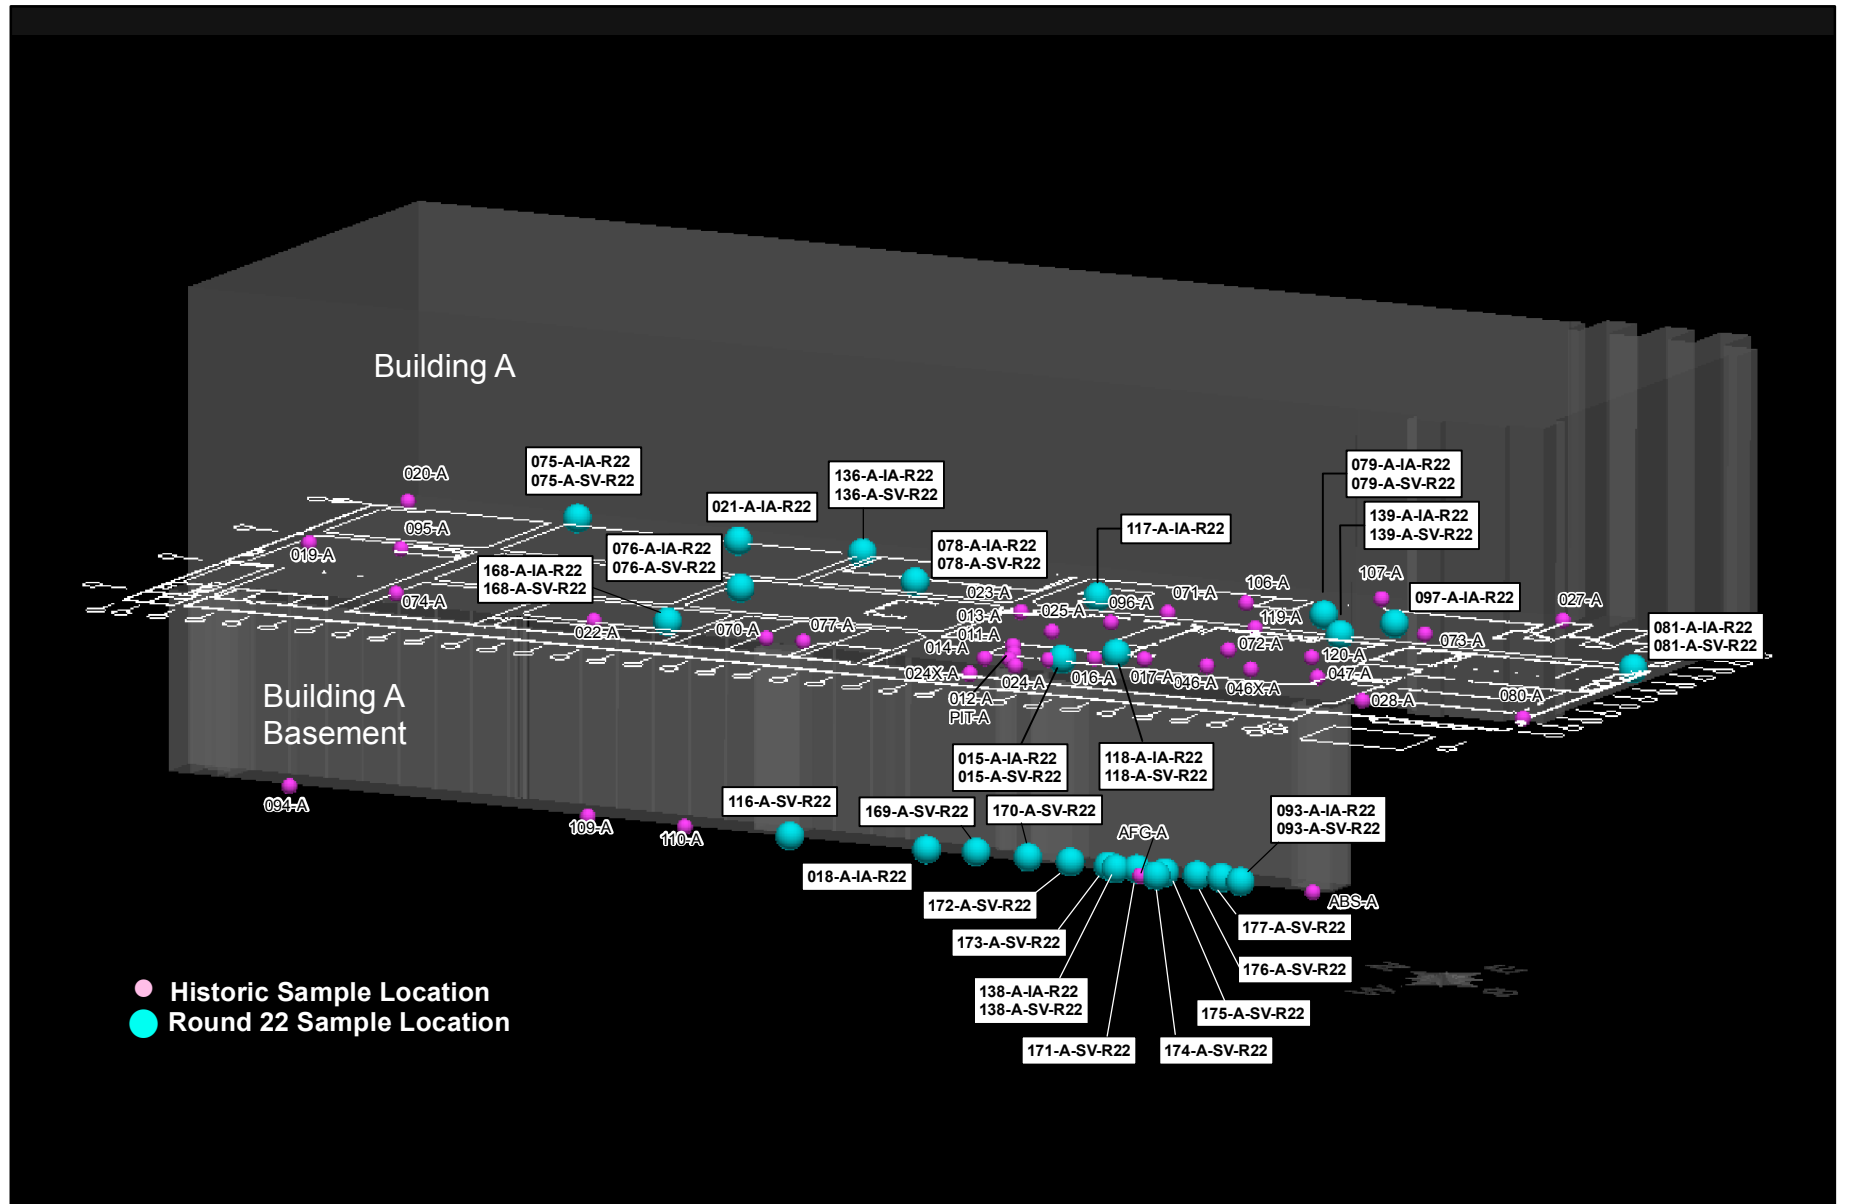 Building A
020-A
075-A-IA-R22
075-A-SV-R22
136-A-IA-R22
136-A-SV-R22
079-A-IA-R22
079-A-SV-R22
021-A-IA-R22
117-A-IA-R22
139-A-IA-R22
139-A-SV-R22
095-A
019-A
076-A-IA-R22
076-A-SV-R22
078-A-IA-R22
078-A-SV-R22
168-A-IA-R22
168-A-SV-R22
074-A
023-A
013-A
025-A
096-A
071-A
106-A
107-A
097-A-IA-R22
027-A
022-A
070-A
077-A
011-A
014-A
119-A
073-A
081-A-IA-R22
081-A-SV-R22
072-A
120-A
024X-A
012-A
PIT-A
024-A
016-A
017-A
046-A
046X-A
047-A
028-A
080-A
Building A
Basement
015-A-IA-R22
015-A-SV-R22
118-A-IA-R22
118-A-SV-R22
094-A
109-A
110-A
116-A-SV-R22
169-A-SV-R22
170-A-SV-R22
AFG-A
093-A-IA-R22
093-A-SV-R22
018-A-IA-R22
172-A-SV-R22
ABS-A
173-A-SV-R22
177-A-SV-R22
176-A-SV-R22
138-A-IA-R22
138-A-SV-R22
175-A-SV-R22
171-A-SV-R22
174-A-SV-R22
Historic Sample Location
Round 22 Sample Location